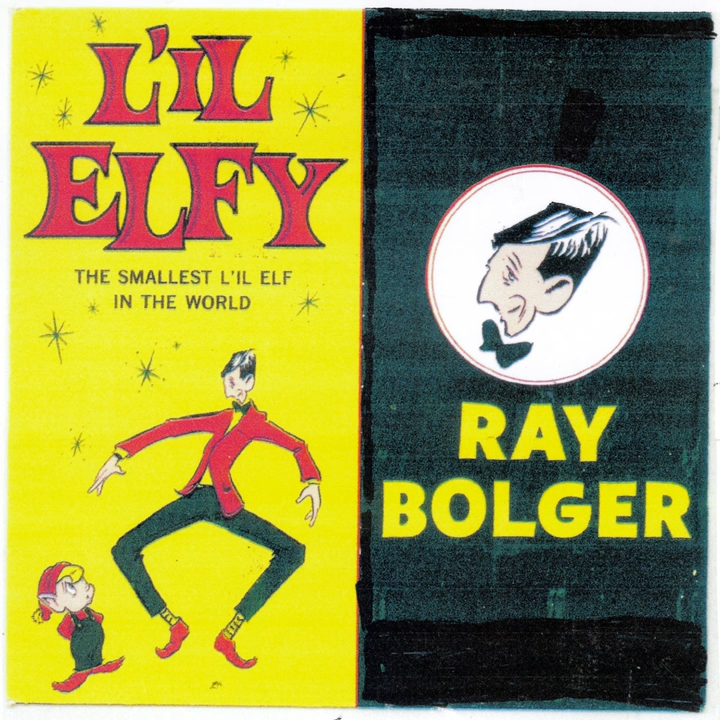 L'IL
ELFY
THE SMALLEST L'IL ELF
IN THE WORLD
RAY
BOLGER